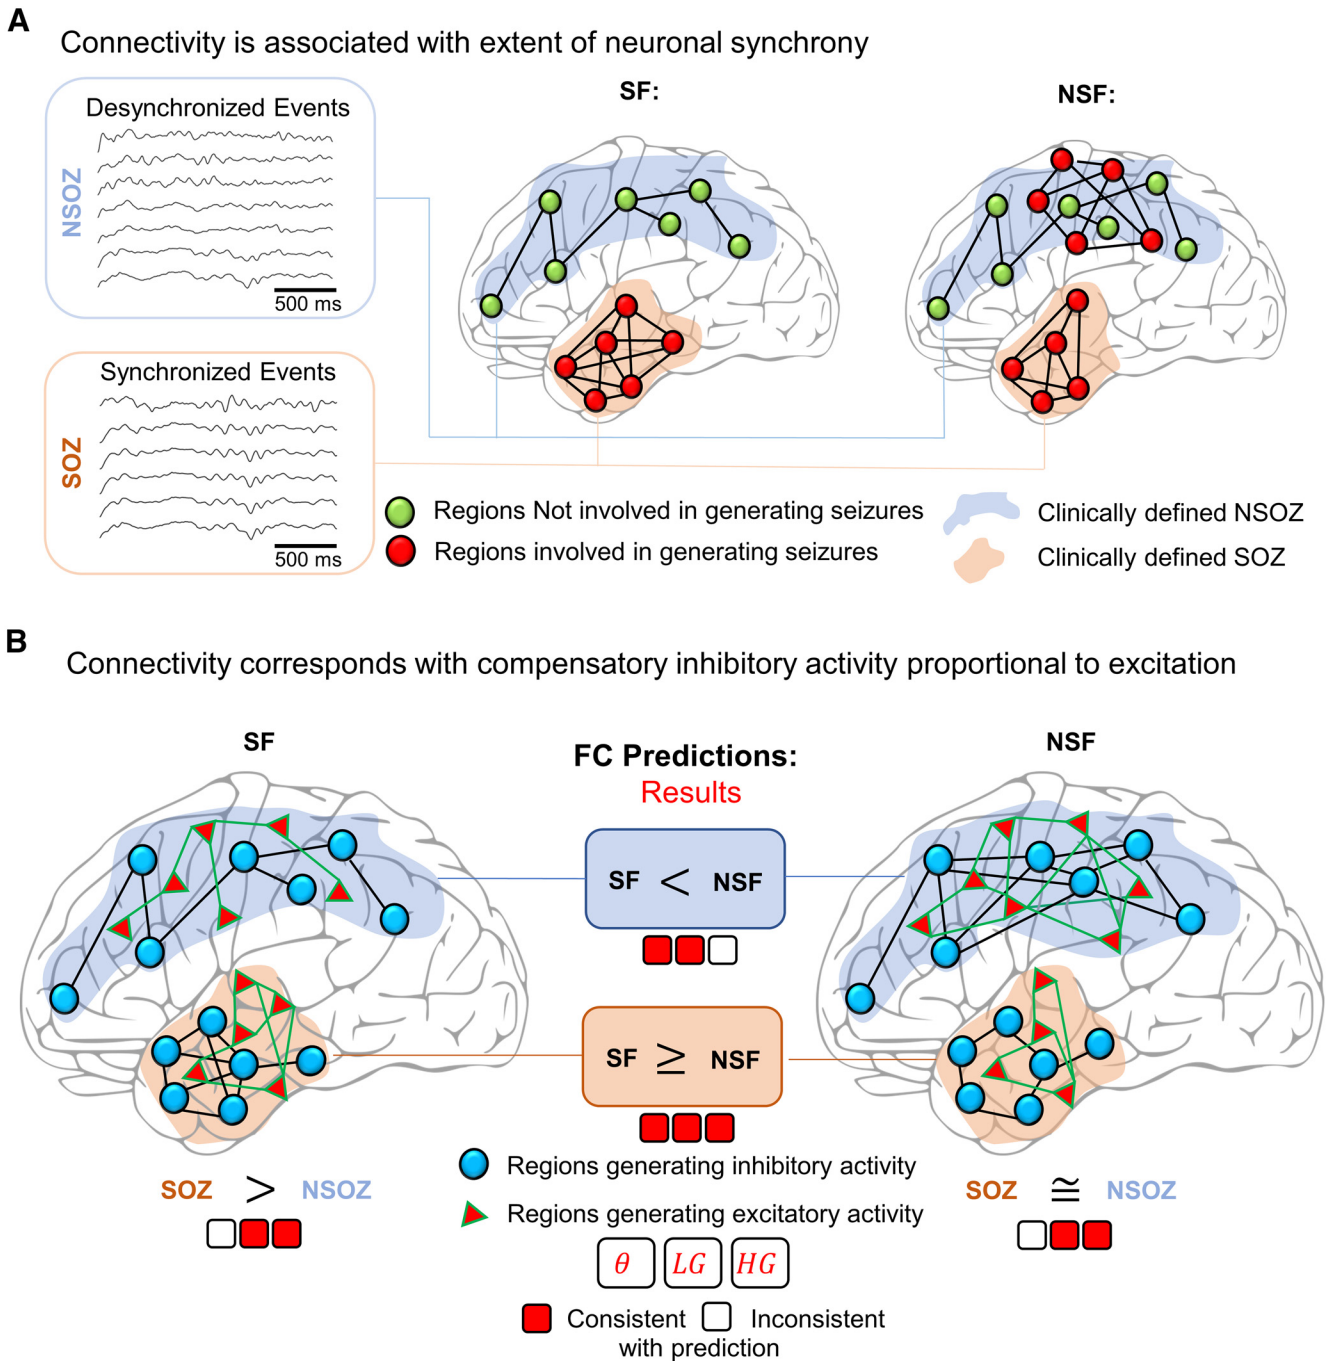 A
Connectivity is associated with extent of neuronal synchrony
Desynchronized Events
NSOZ
500 ms
Synchronized Events
SOZ
500 ms
SF:
NSF:
Regions Not involved in generating seizures
Regions involved in generating seizures
Clinically defined NSOZ
Clinically defined SOZ
B
Connectivity corresponds with compensatory inhibitory activity proportional to excitation
SF
FC Predictions:
Results
NSF
SF < NSF
SF ≥ NSF
SOZ > NSOZ
SOZ ≅ NSOZ
Regions generating inhibitory activity
Regions generating excitatory activity
θ LG HG
Consistent Inconsistent
with prediction